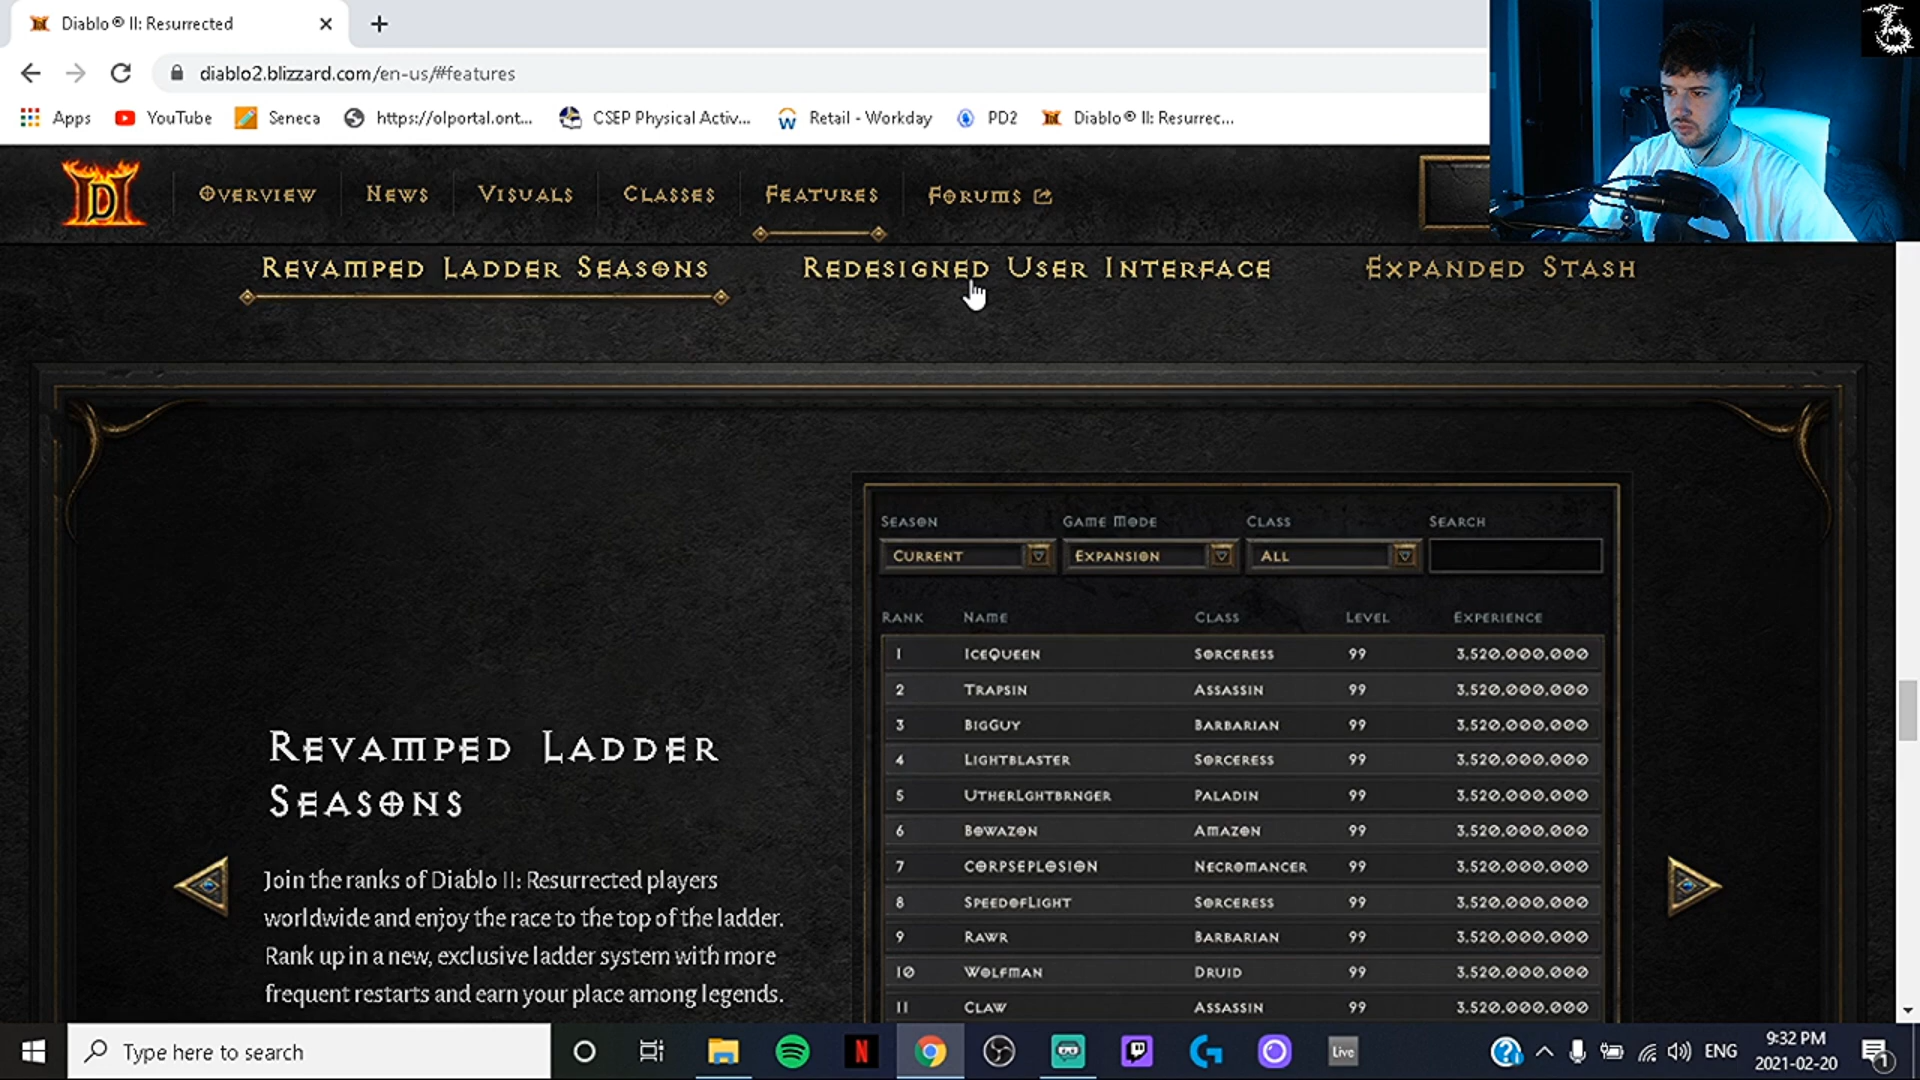 Diablo® II: Resurrected
diablo2.blizzard.com/en-us/#features
Apps YouTube Seneca https://olportal.ont... CSEP Physical Activ... Retail - Workday PD2 Diablo® II: Resurrec...
Overview News Visuals Classes Features Forums
Revamped Ladder Seasons Redesigned User Interface Expanded Stash
Season Game Mode Class Search
Current Expansion All
Rank Name Class Level Experience
1 IceQueen Sorceress 99 3.520.000.000
2 Trapsin Assassin 99 3.520.000.000
3 BigGuy Barbarian 99 3.520.000.000
4 Lightblaster Sorceress 99 3.520.000.000
5 UtherLghtbrnger Paladin 99 3.520.000.000
6 Bowazon Amazon 99 3.520.000.000
7 Corpseplosion Necromancer 99 3.520.000.000
8 SpeedofLight Sorceress 99 3.520.000.000
9 Rawr Barbarian 99 3.520.000.000
10 Wolfman Druid 99 3.520.000.000
11 Claw Assassin 99 3.520.000.000
Revamped Ladder
Seasons
Join the ranks of Diablo II: Resurrected players
worldwide and enjoy the race to the top of the ladder.
Rank up in a new, exclusive ladder system with more
frequent restarts and earn your place among legends.
Type here to search
N
Live
ENG
9:32 PM
2021-02-20
1